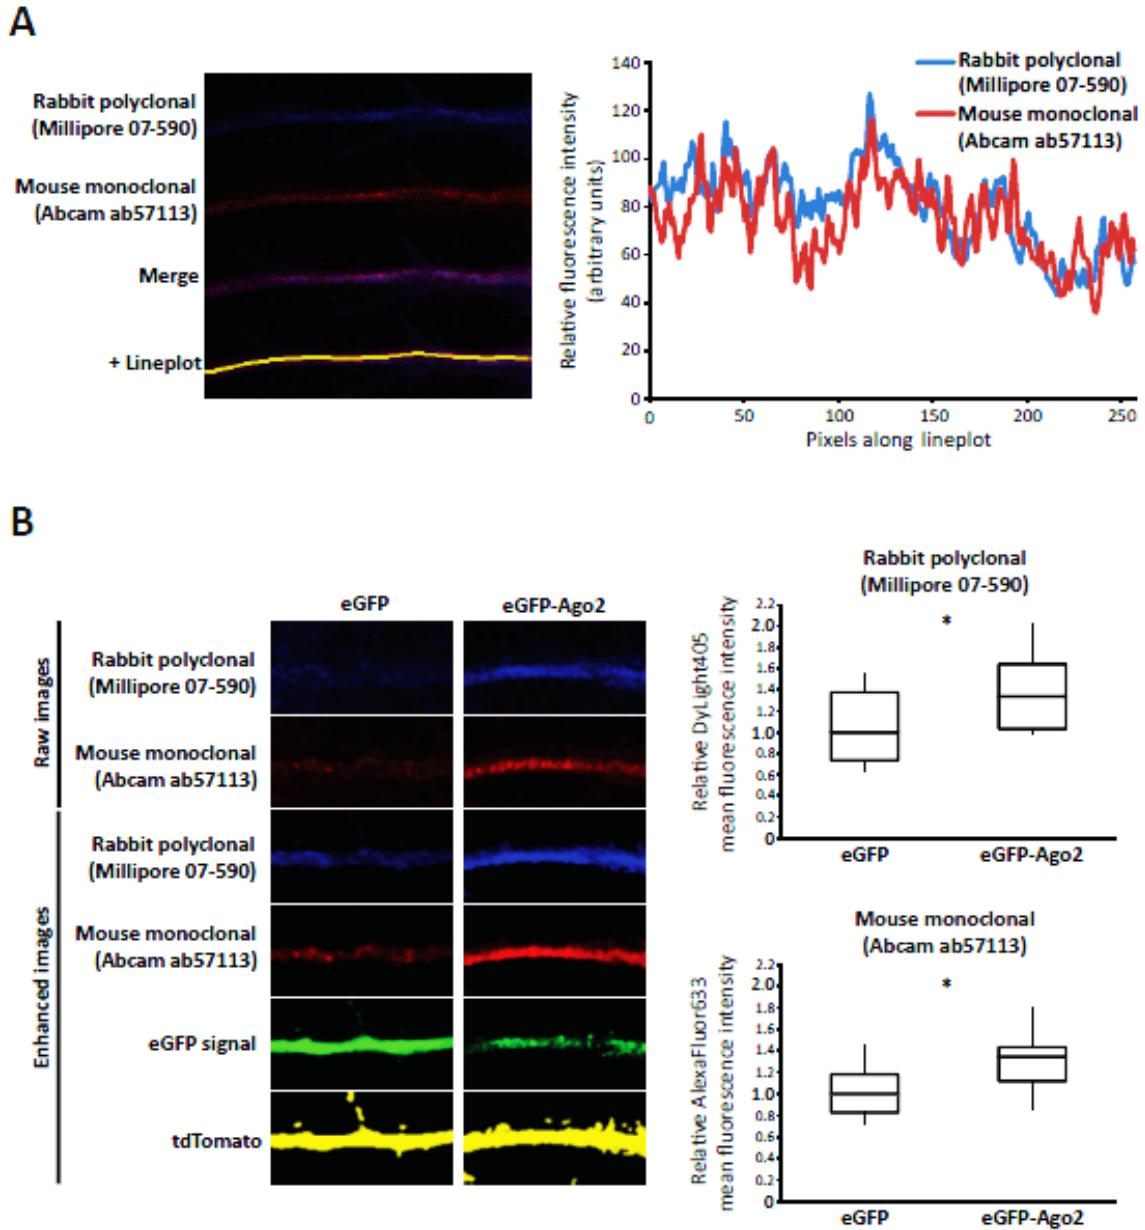 A
Rabbit polyclonal
(Millipore 07-590)
Mouse monoclonal
(Abcam ab57113)
Merge
+ Lineplot
Relative fluorescence intensity
(arbitrary units)
140
120
100
80
60
40
20
0
0
50
100
150
200
250
Pixels along lineplot
Rabbit polyclonal
(Millipore 07-590)
Mouse monoclonal
(Abcam ab57113)
B
eGFP
eGFP-Ago2
Raw images
Rabbit polyclonal
(Millipore 07-590)
Mouse monoclonal
(Abcam ab57113)
Enhanced images
Rabbit polyclonal
(Millipore 07-590)
Mouse monoclonal
(Abcam ab57113)
eGFP signal
tdTomato
Rabbit polyclonal
(Millipore 07-590)
Relative DyLight405
mean fluorescence intensity
2.2
2.0
1.8
1.6
1.4
1.2
1.0
0.8
0.6
0.4
0.2
0
*
eGFP
eGFP-Ago2
Mouse monoclonal
(Abcam ab57113)
Relative AlexaFluor633
mean fluorescence intensity
2.2
2.0
1.8
1.6
1.4
1.2
1.0
0.8
0.6
0.4
0.2
0
*
eGFP
eGFP-Ago2